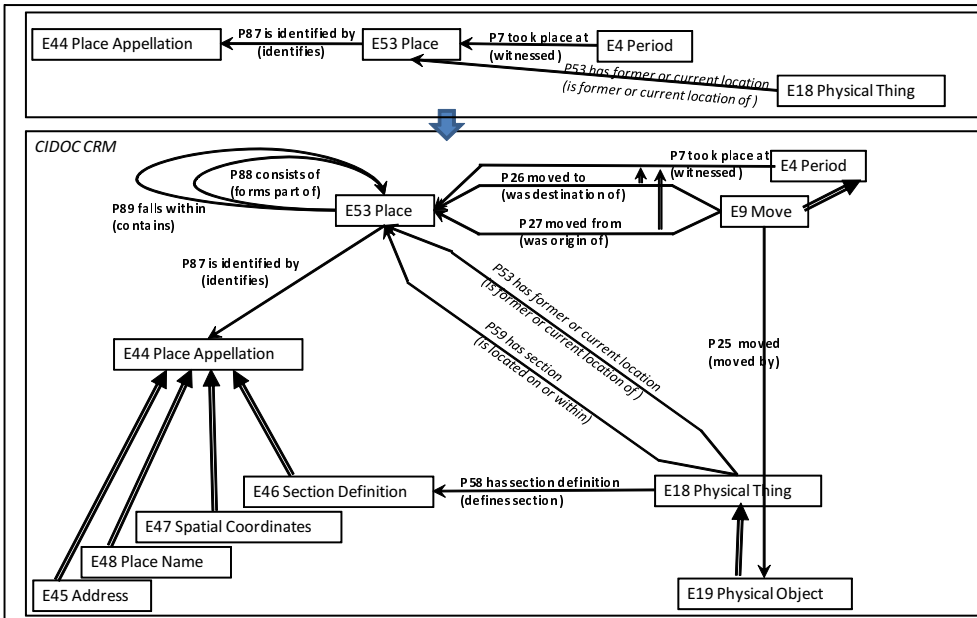 P87 is identified by
(identifies)
E44 Place Appellation
E53 Place
P7 took place at
(witnessed)
E4 Period
P53 has former or current location
(is former or current location of )
E18 Physical Thing
CIDOC CRM
P7 took place at
(witnessed)
E4 Period
P88 consists of
(forms part of)
P26 moved to
(was destination of)
E53 Place
E9 Move
P89 falls within
(contains)
P27 moved from
(was origin of)
P87 is identified by
(identifies)
P53 has former or current location
(is former or current location of )
P59 has section
(is located on or within)
P25 moved
(moved by)
E44 Place Appellation
E46 Section Definition
P58 has section definition
(defines section)
E18 Physical Thing
E47 Spatial Coordinates
E48 Place Name
E45 Address
E19 Physical Object